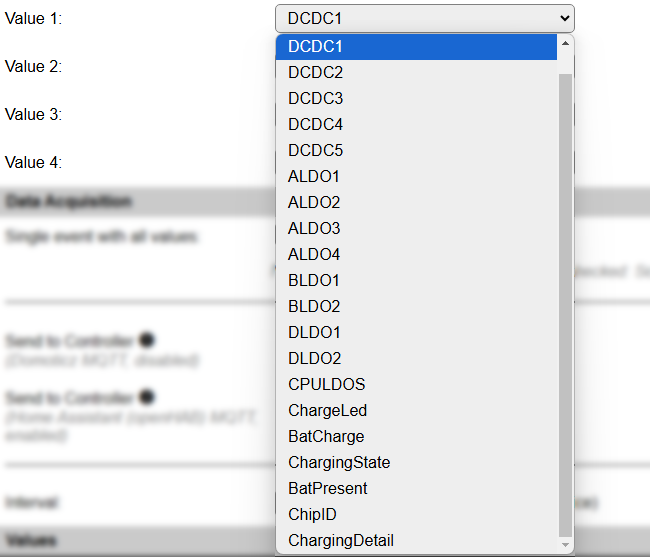 Value 1:
DCDC1
DCDC1
Value 2:
DCDC2
DCDC3
Value 3:
DCDC4
Value 4:
DCDC5
ALDO1
Data Acquisition
ALDO2
Single event with all values:
ALDO3
ALDO4
BLDO1
BLDO2
DLDO1
Send to Controller
(Domoticz MQTT, disabled)
DLDO2
CPULDOS
Send to Controller
ChargeLed
(Home Assistant (openHAB) MQTT,
enabled)
BatCharge
ChargingState
BatPresent
Interval:
ChipID
Values
ChargingDetail